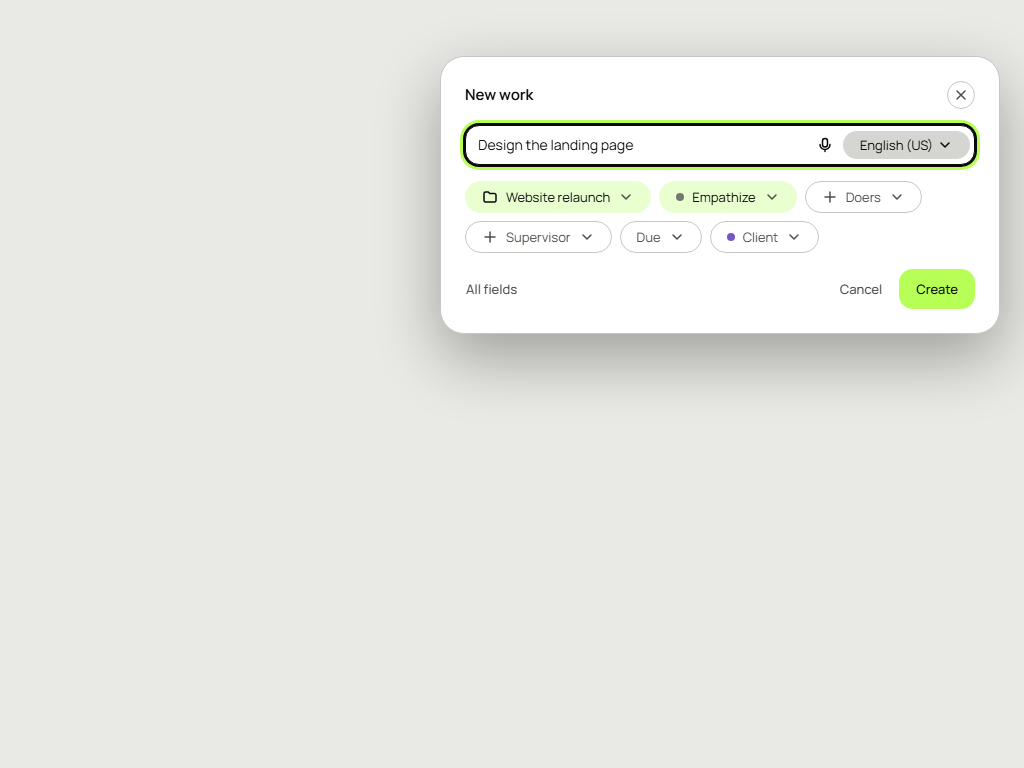 New work
Design the landing page English (US)
Website relaunch Empathize Doers
Supervisor Due Client
All fields Cancel Create